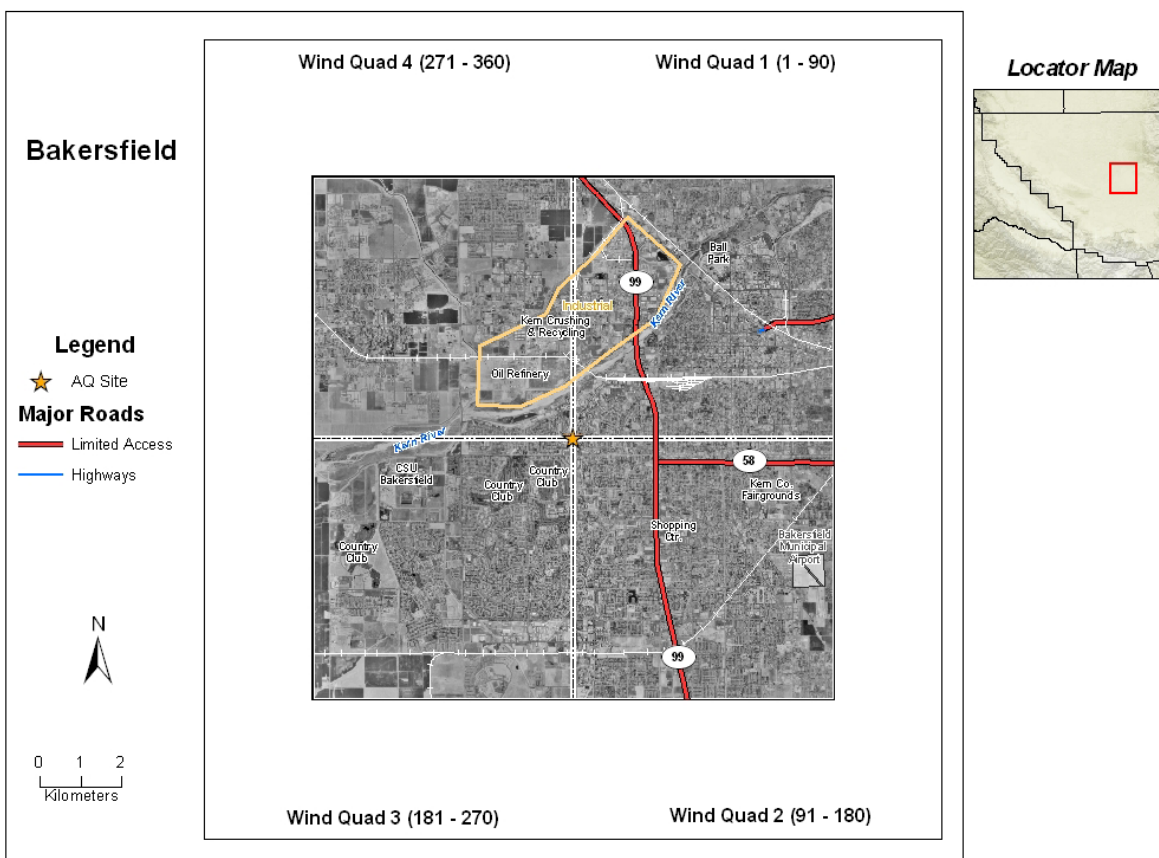 Wind Quad 4 (271 - 360)
Wind Quad 1 (1 - 90)
Locator Map
Bakersfield
Ball
Park
99
Kern River
Industrial
Kern Crushing
& Recycling
Oil Refinery
Legend
AQ Site
Major Roads
Limited Access
Highways
Kern River
CSU
Bakersfield
Country
Club
Country
Club
58
Kern Co.
Fairgrounds
Shopping
Ctr.
Bakersfield
Municipal
Airport
Country
Club
N
99
0 1 2
Kilometers
Wind Quad 3 (181 - 270)
Wind Quad 2 (91 - 180)